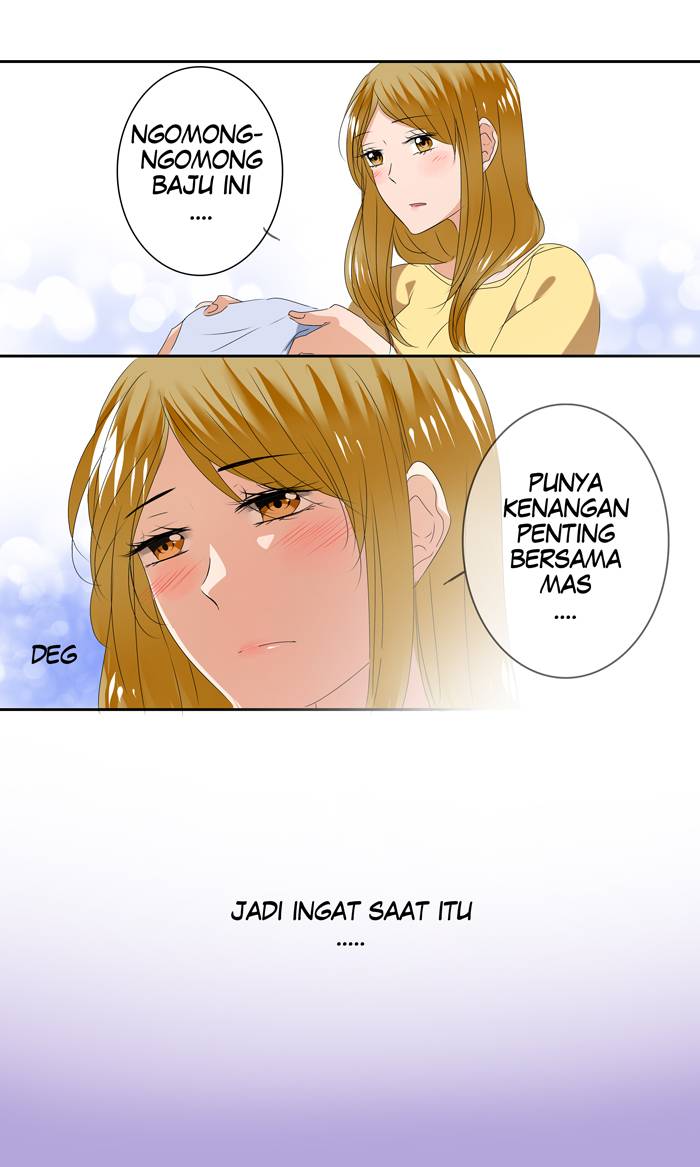 NGOMONG-
NGOMONG
BAJU INI
....
PUNYA
KENANGAN
PENTING
BERSAMA
MAS
....
DEG
JADI INGAT SAAT ITU
.....